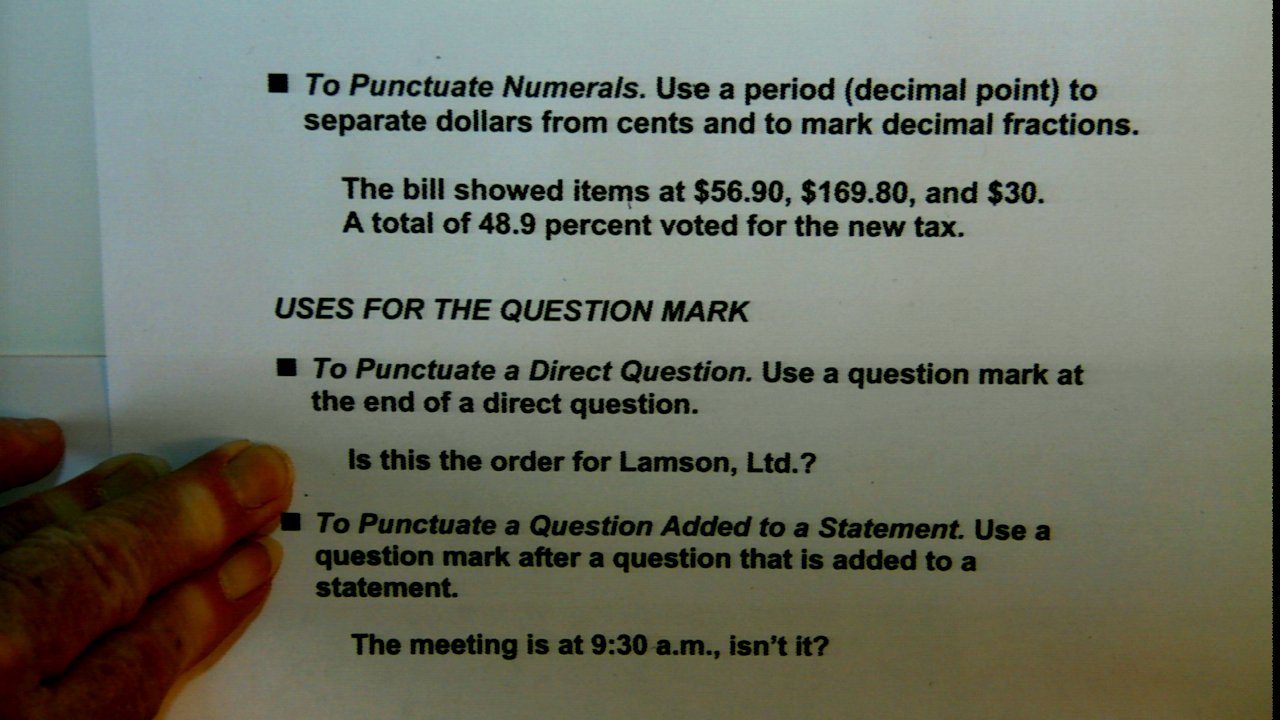 ■ To Punctuate Numerals. Use a period (decimal point) to
separate dollars from cents and to mark decimal fractions.
The bill showed items at $56.90, $169.80, and $30.
A total of 48.9 percent voted for the new tax.
USES FOR THE QUESTION MARK
■ To Punctuate a Direct Question. Use a question mark at
the end of a direct question.
Is this the order for Lamson, Ltd.?
■ To Punctuate a Question Added to a Statement. Use a
question mark after a question that is added to a
statement.
The meeting is at 9:30 a.m., isn't it?